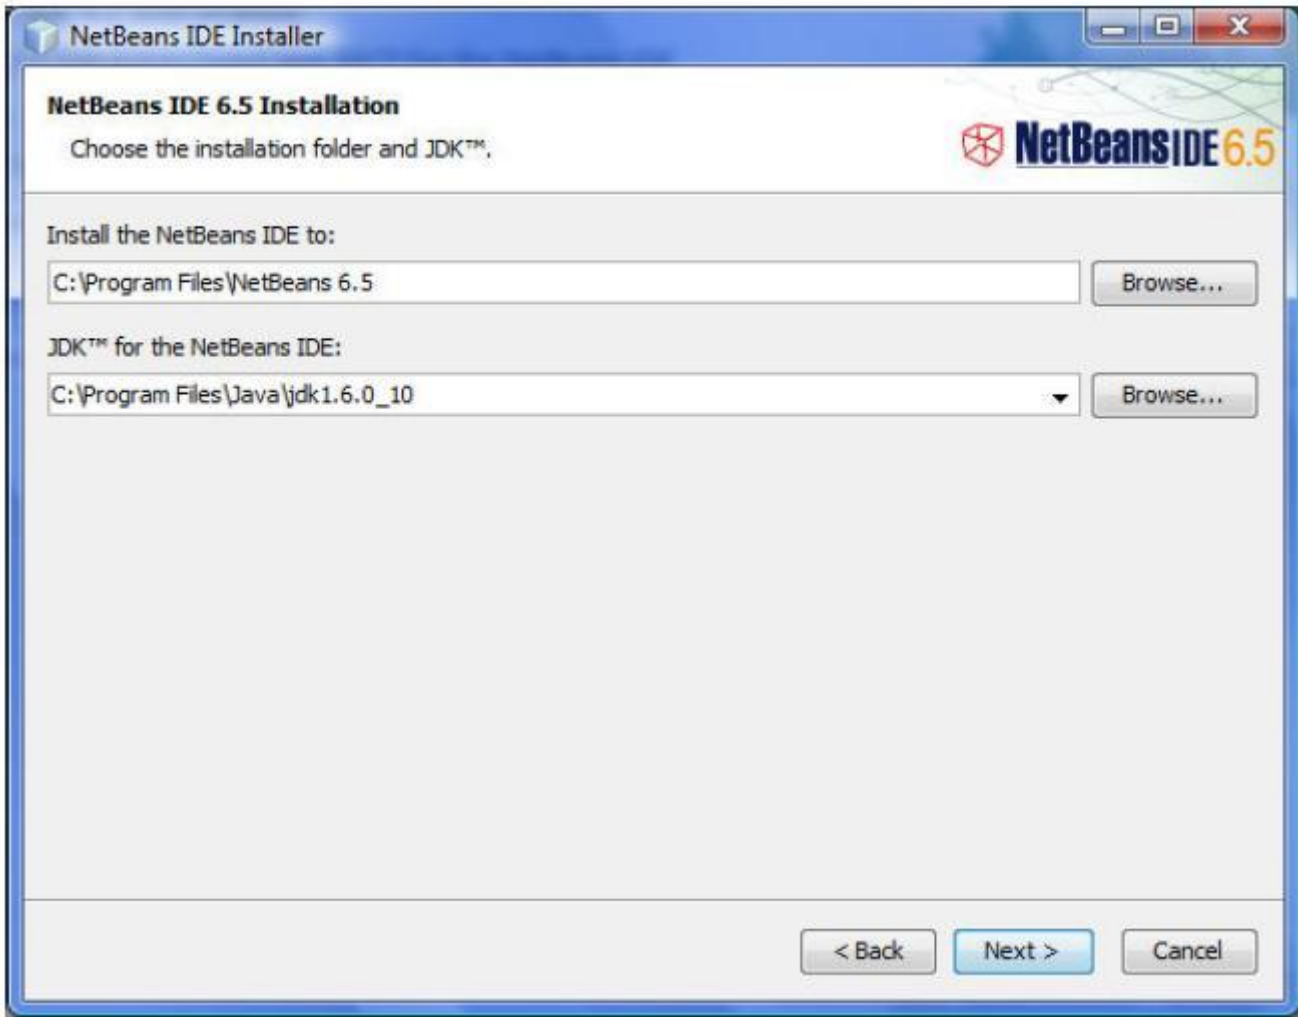 NetBeans IDE Installer
NetBeans IDE 6.5 Installation
Choose the installation folder and JDK™.
NetBeans IDE 6.5
Install the NetBeans IDE to:
C:\Program Files\NetBeans 6.5
Browse...
JDK™ for the NetBeans IDE:
C:\Program Files\Java\jdk1.6.0_10
Browse...
< Back
Next >
Cancel